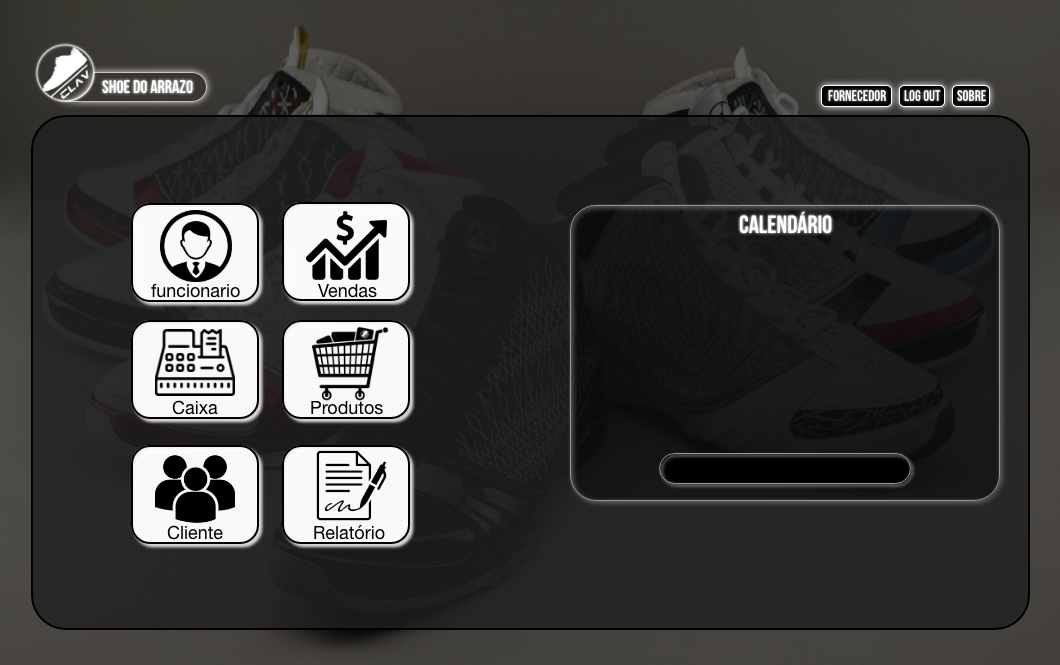 CLAV
SHOE DO ARRAZO
FORNECEDOR
LOG OUT
SOBRE
CALENDÁRIO
$
funcionario
Vendas
Caixa
Produtos
Cliente
Relatório